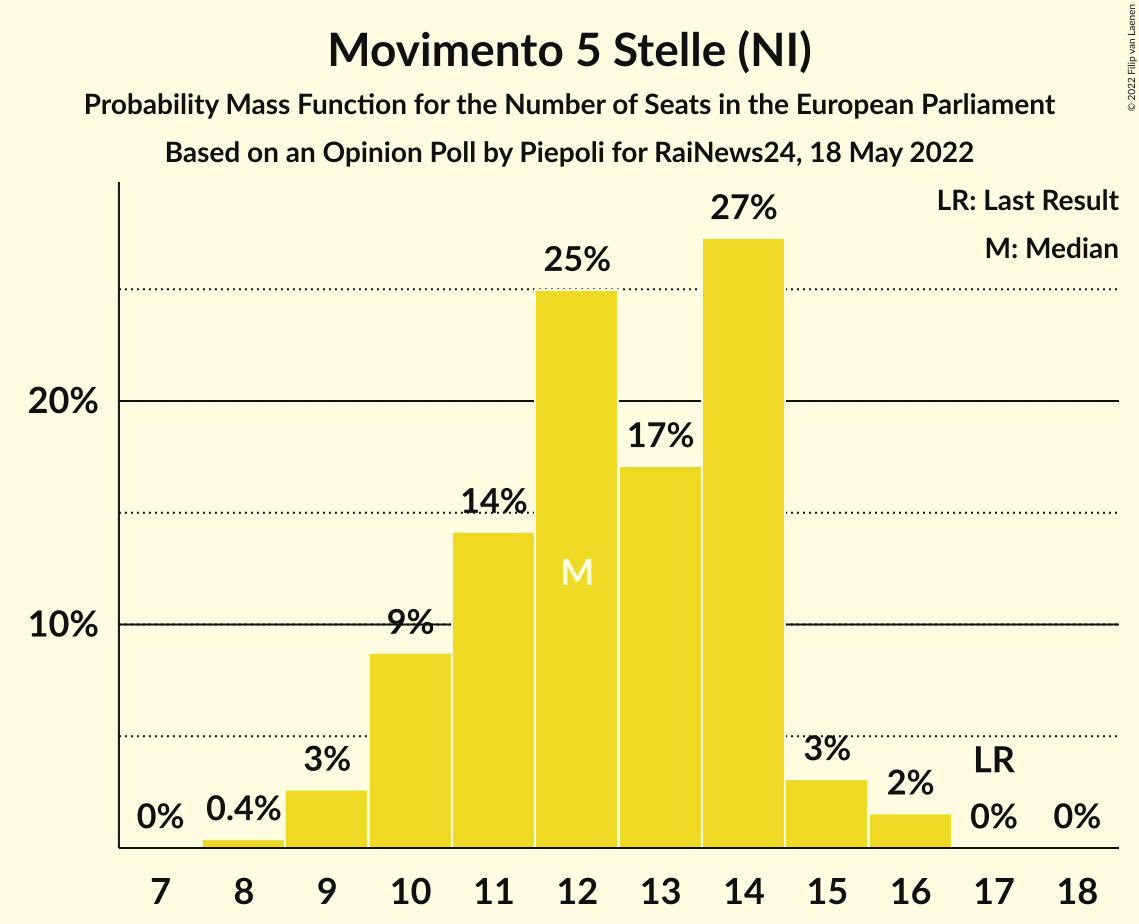 Movimento 5 Stelle (NI)
Probability Mass Function for the Number of Seats in the European Parliament
Based on an Opinion Poll by Piepoli for RaiNews24, 18 May 2022
© 2022 Filip van Laenen
LR: Last Result
M: Median
27%
25%
20%
17%
14%
M
10%
9%
3%
3%
LR
2%
0%
0.4%
0%
0%
7 8 9 10 11 12 13 14 15 16 17 18